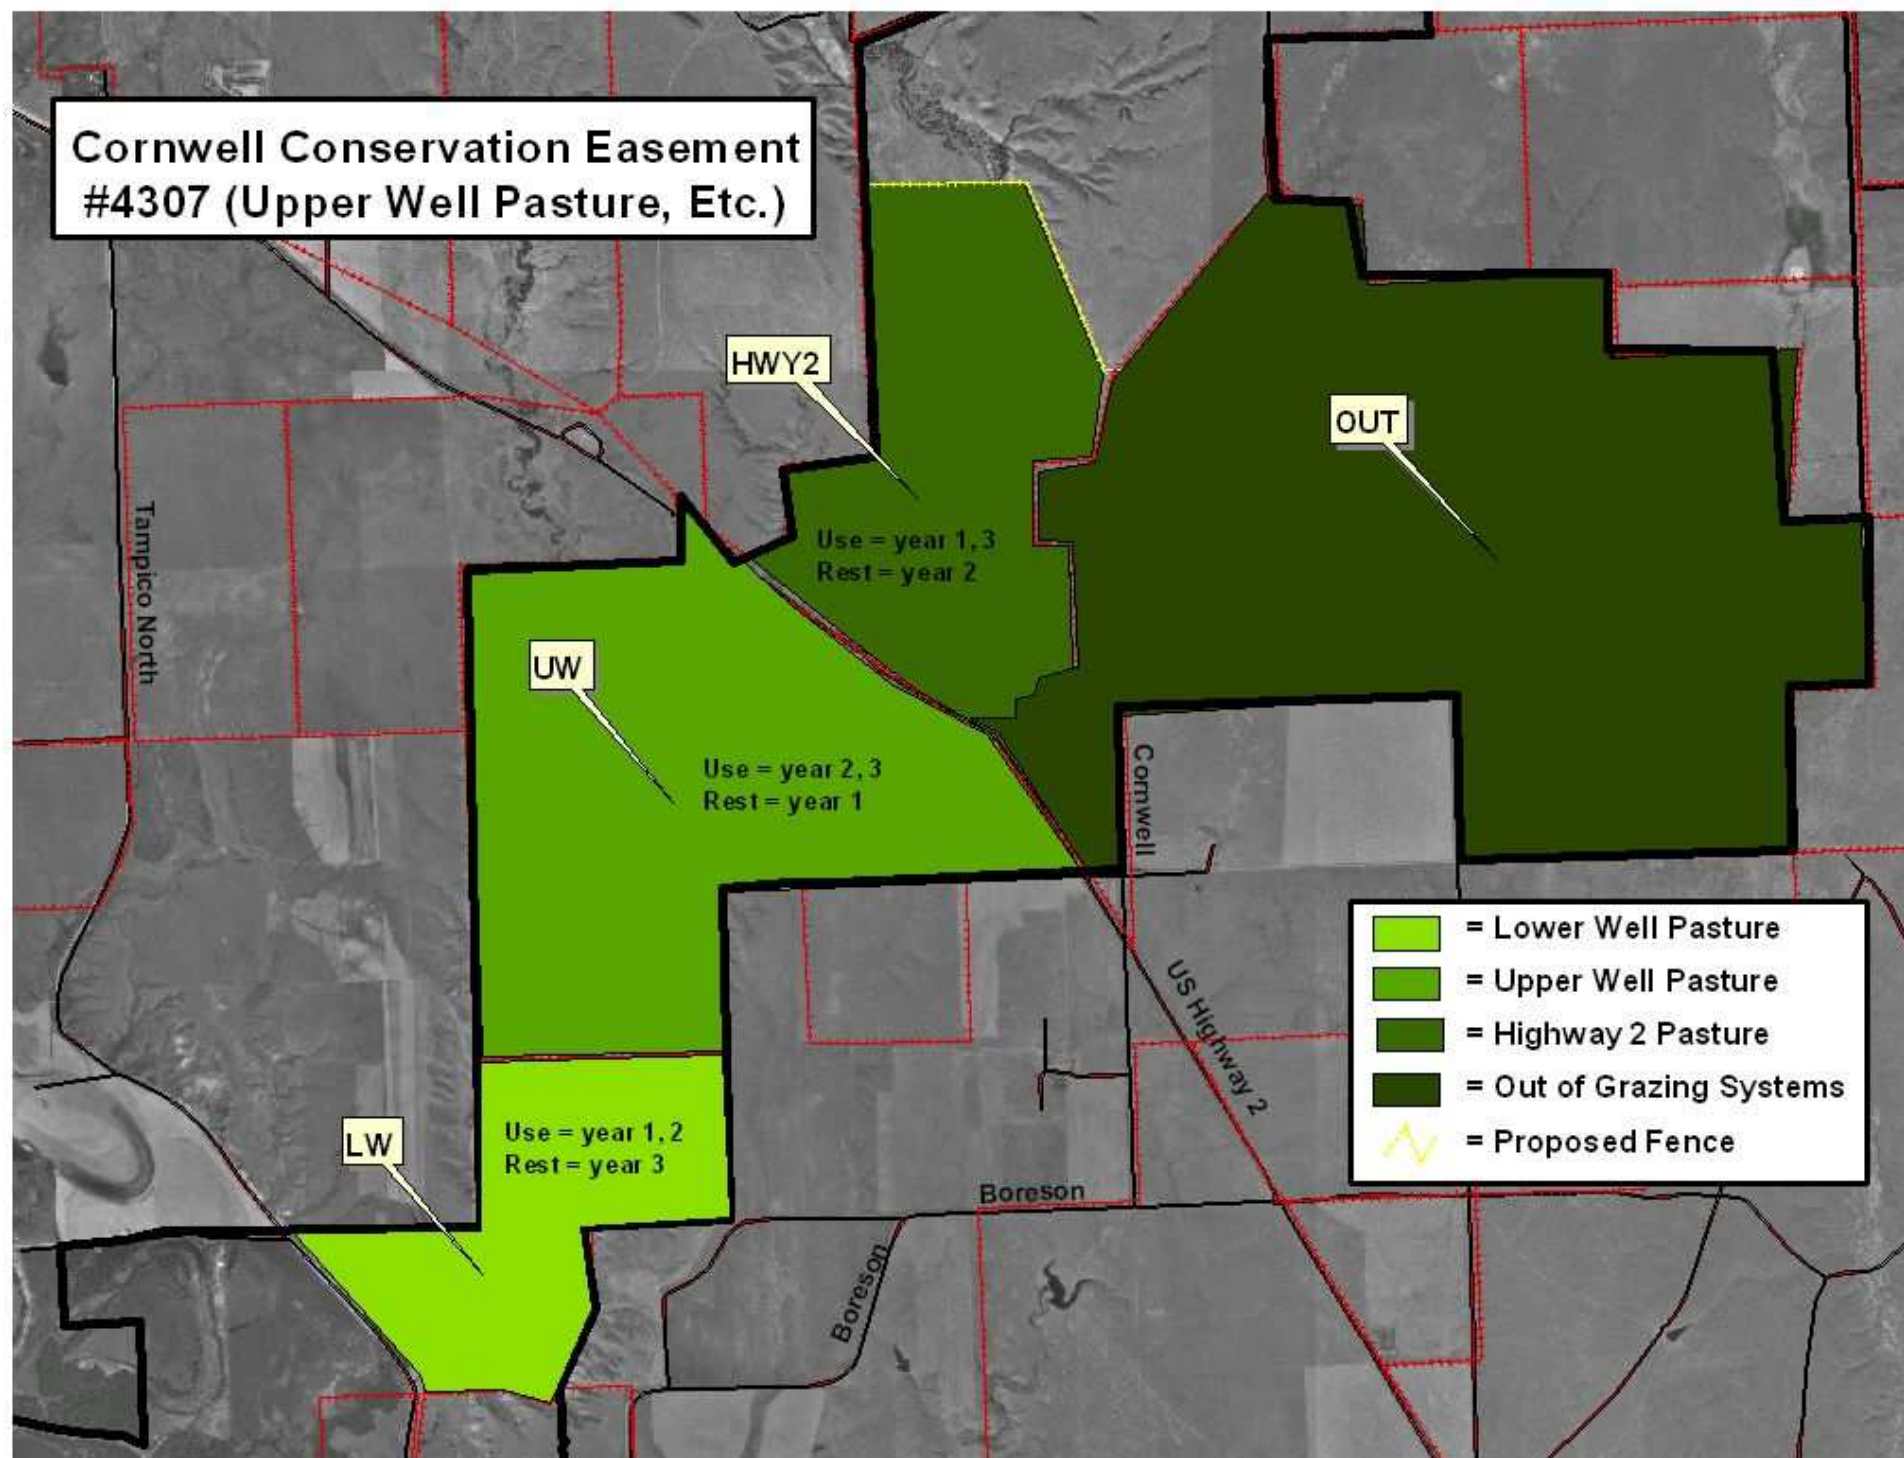 Cornwell Conservation Easement
#4307 (Upper Well Pasture, Etc.)
HWY2
OUT
Use = year 1, 3
Rest = year 2
Tampico North
UW
Use = year 2, 3
Rest = year 1
Cornwell
US Highway 2
LW
Use = year 1, 2
Rest = year 3
Boreson
Boreson
= Lower Well Pasture
= Upper Well Pasture
= Highway 2 Pasture
= Out of Grazing Systems
= Proposed Fence